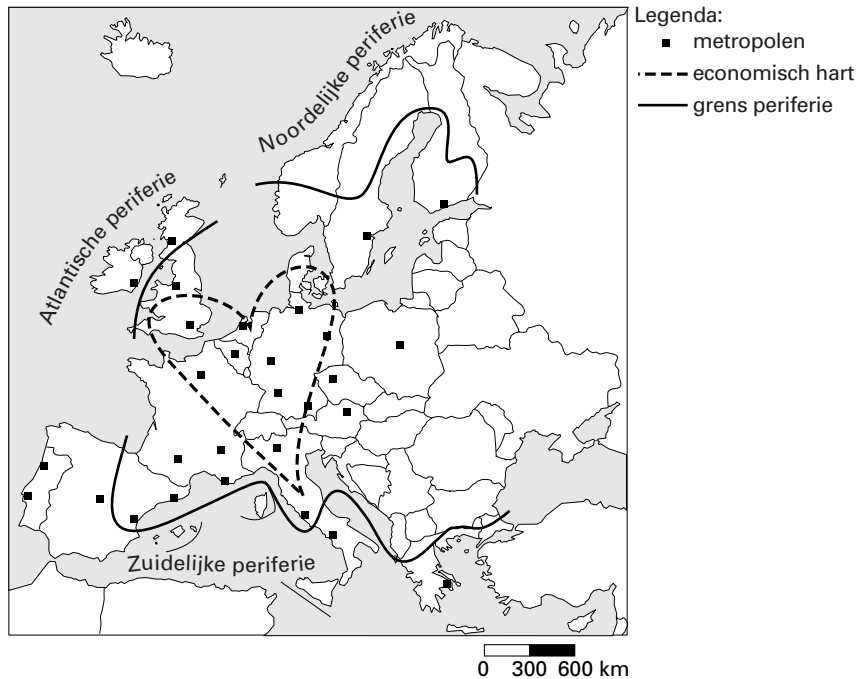 Legenda:
metropolen
economisch hart
grens periferie
Noordelijke periferie
Atlantische periferie
Zuidelijke periferie
0 300 600 km